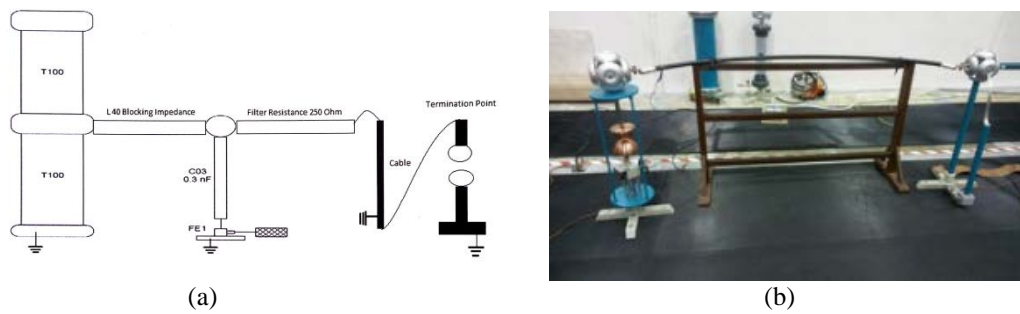 T100
L40 Blocking Impedance
Filter Resistance 250 Ohm
Termination Point
T100
C03
0.3 nF
Cable
FE1
(a)
(b)